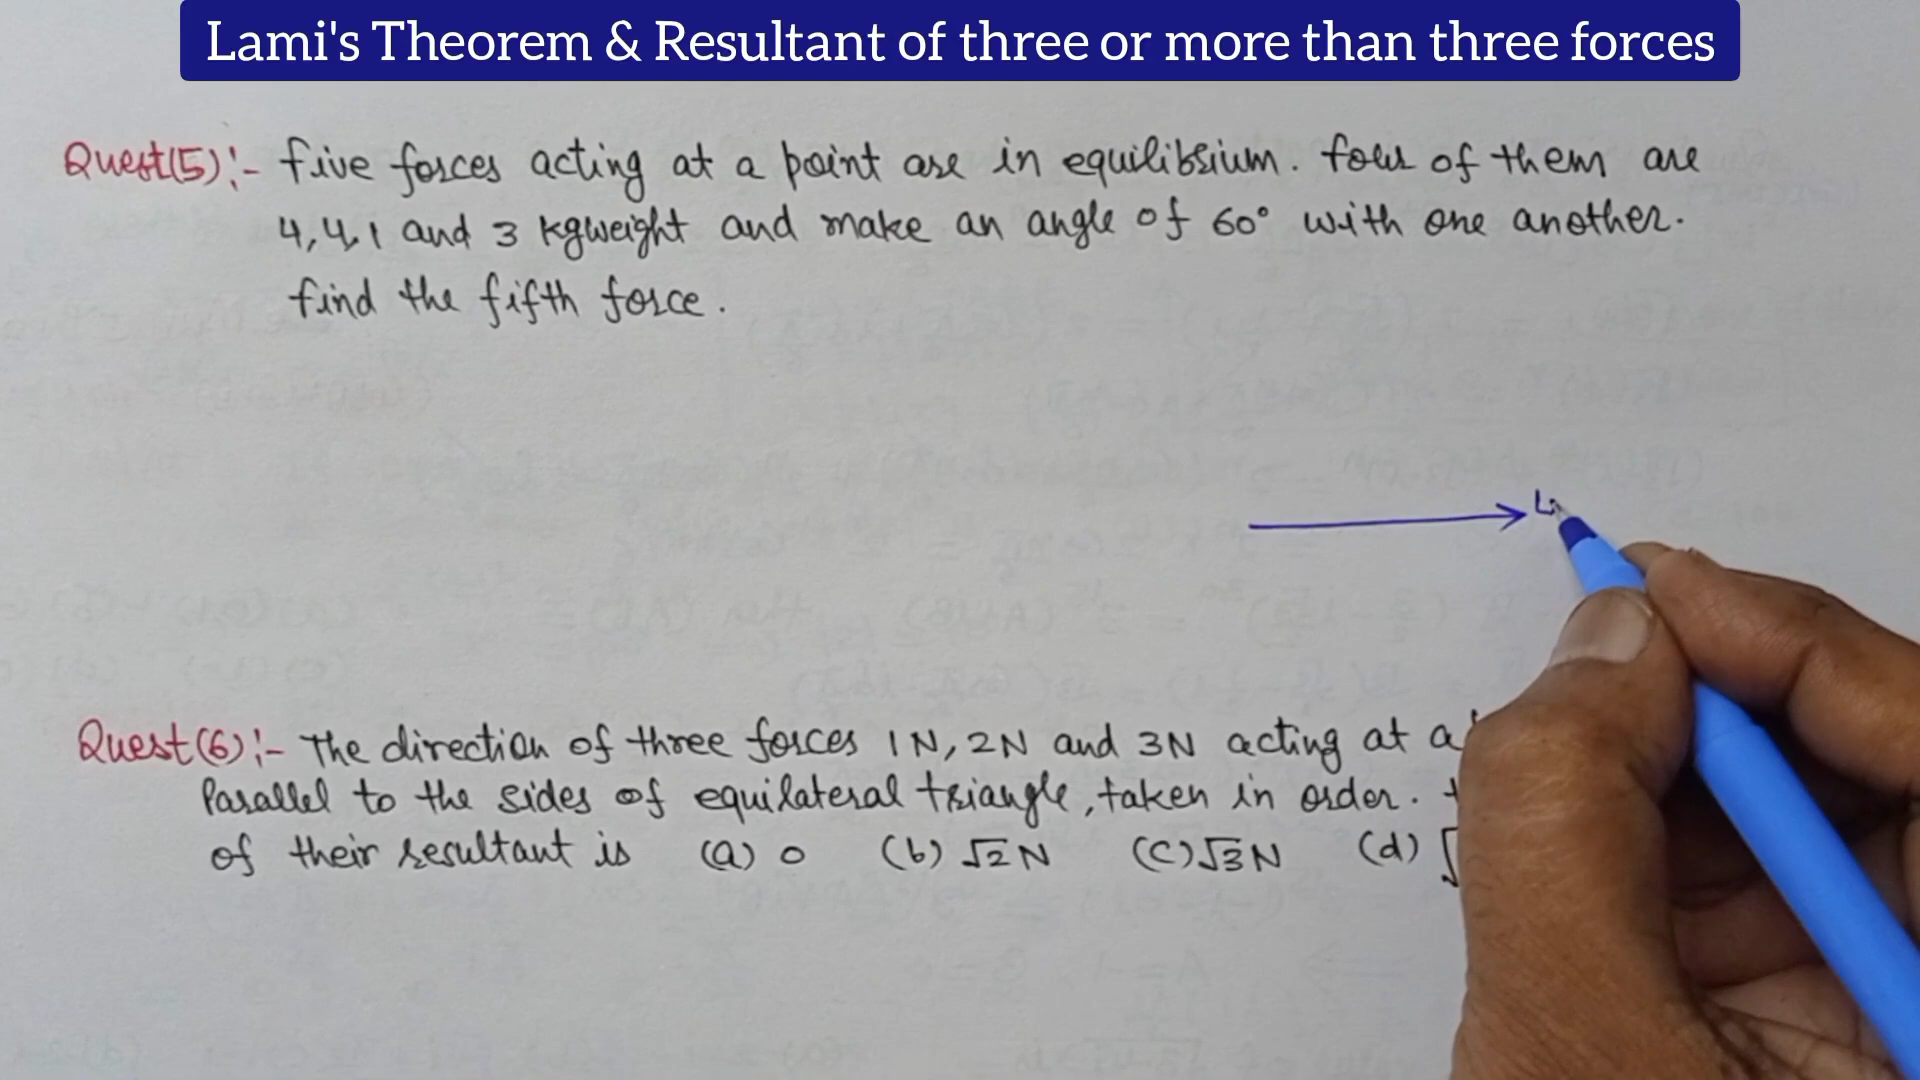 Lami's Theorem & Resultant of three or more than three forces
Quest(5):- five forces acting at a point are in equilibrium. four of them are
4,4,1 and 3 kgweight and make an angle of 60° with one another.
find the fifth force.
4
Quest(6):- The direction of three forces 1N, 2N and 3N acting at a
Parallel to the sides of equilateral triangle, taken in order.
of their resultant is (a) 0 (b) √2 N (c) √3 N (d) √